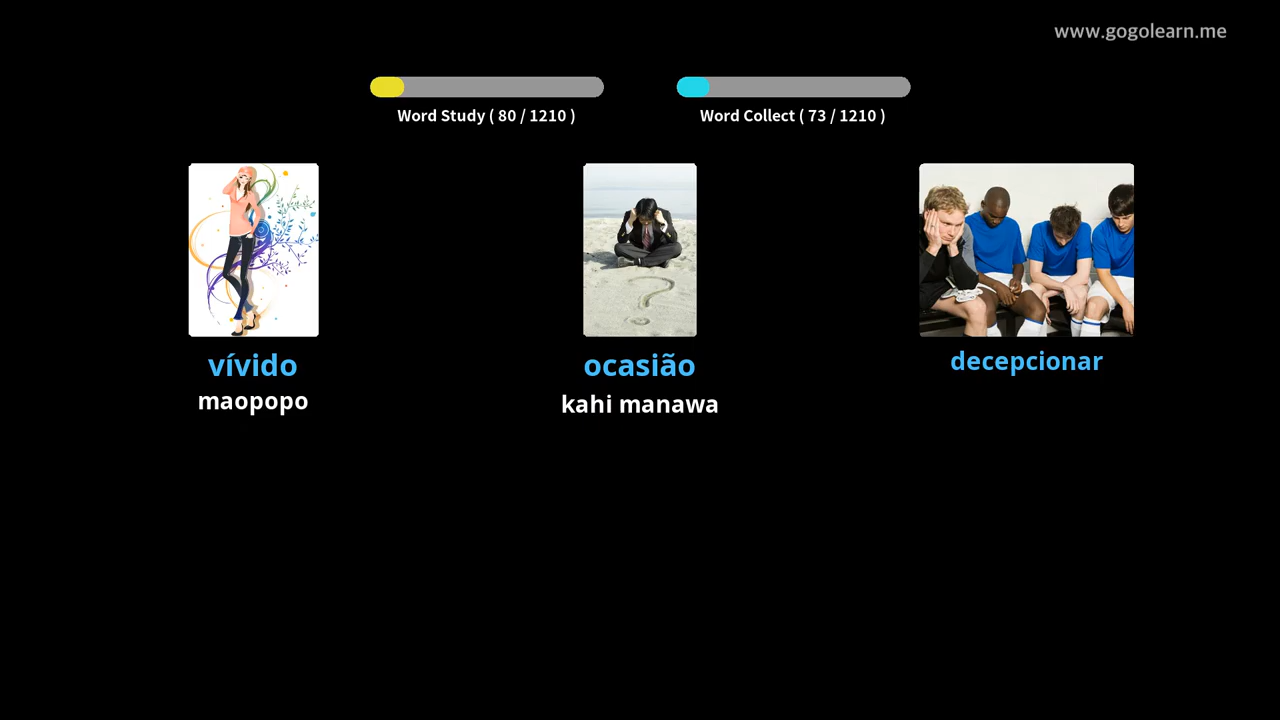 www.gogolearn.me
Word Study ( 80 / 1210 )
Word Collect ( 73 / 1210 )
vívido
maopopo
ocasião
kahi manawa
decepcionar